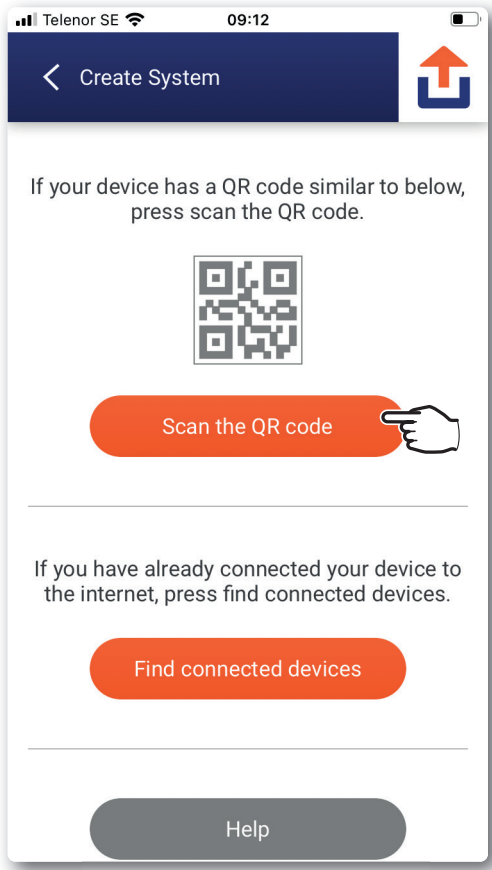 Telenor SE 09:12
Create System
If your device has a QR code similar to below,
press scan the QR code.
Scan the QR code
If you have already connected your device to
the internet, press find connected devices.
Find connected devices
Help